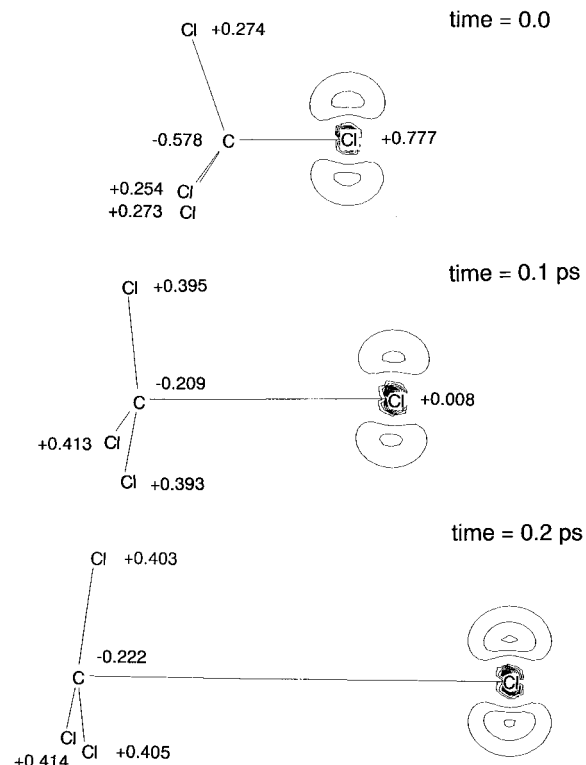 time = 0.0
Cl +0.274
-0.578 C Cl +0.777
+0.254 Cl
+0.273 Cl
time = 0.1 ps
Cl +0.395
-0.209
C Cl +0.008
+0.413 Cl
Cl +0.393
time = 0.2 ps
Cl +0.403
-0.222
C Cl
Cl
+0.414 Cl +0.405